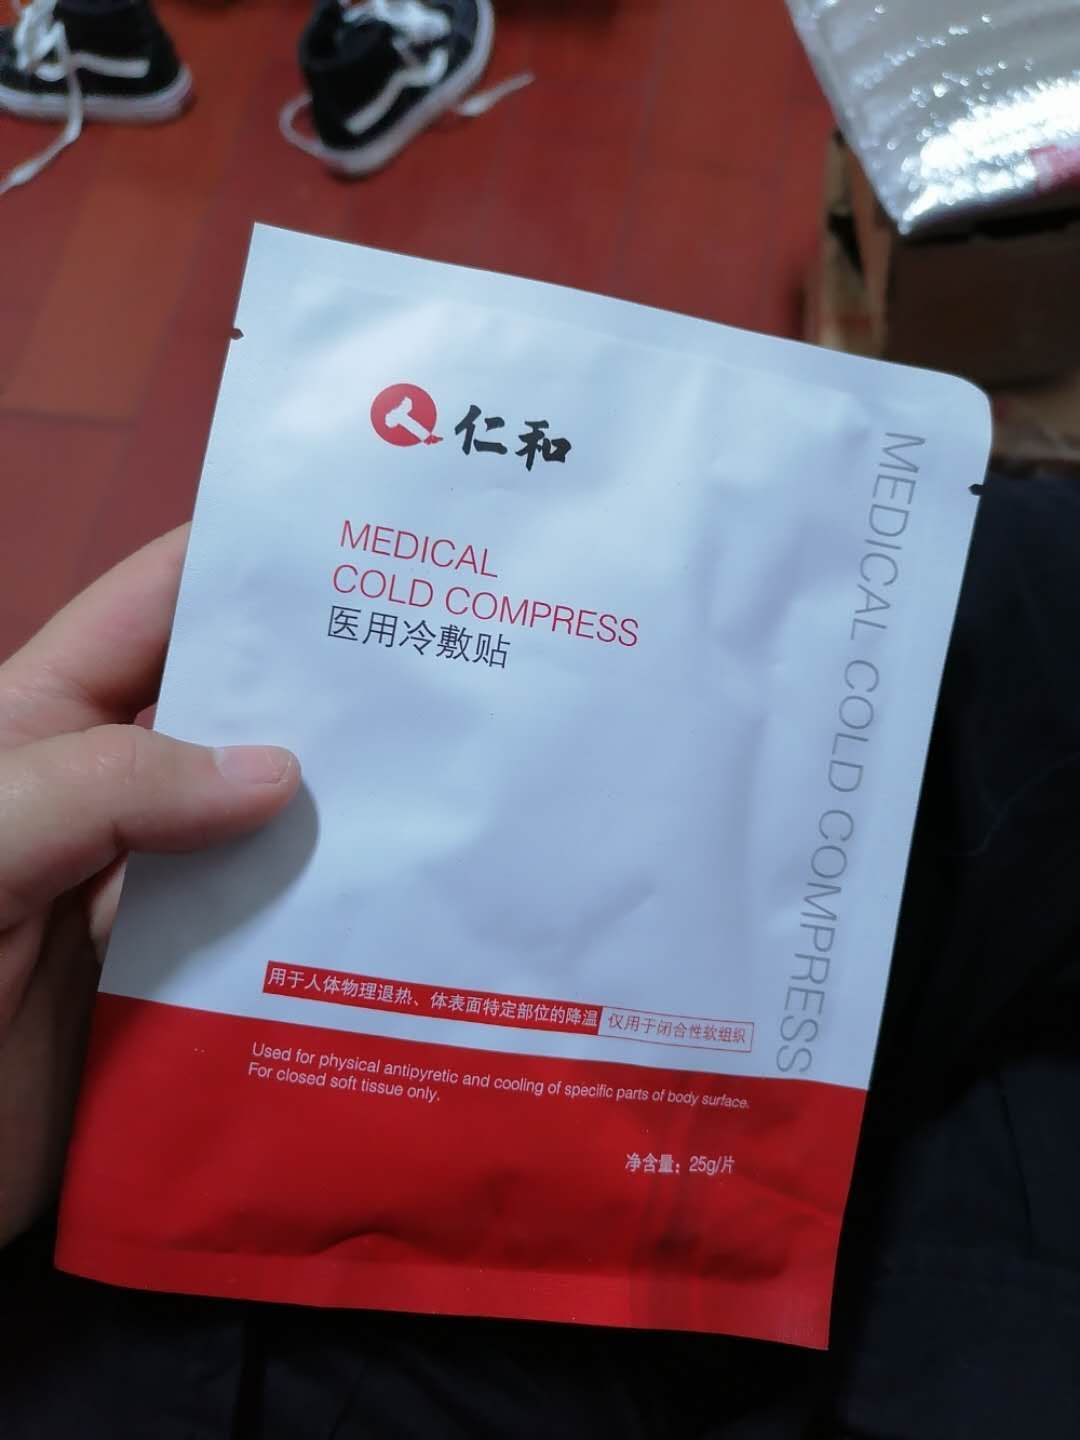 仁和
MEDICAL
COLD COMPRESS
医用冷敷贴
MEDICAL COLD COMPRESS
用于人体物理退热、体表面特定部位的降温 仅用于闭合性软组织
Used for physical antipyretic and cooling of specific parts of body surface.
For closed soft tissue only.
净含量：25g/片